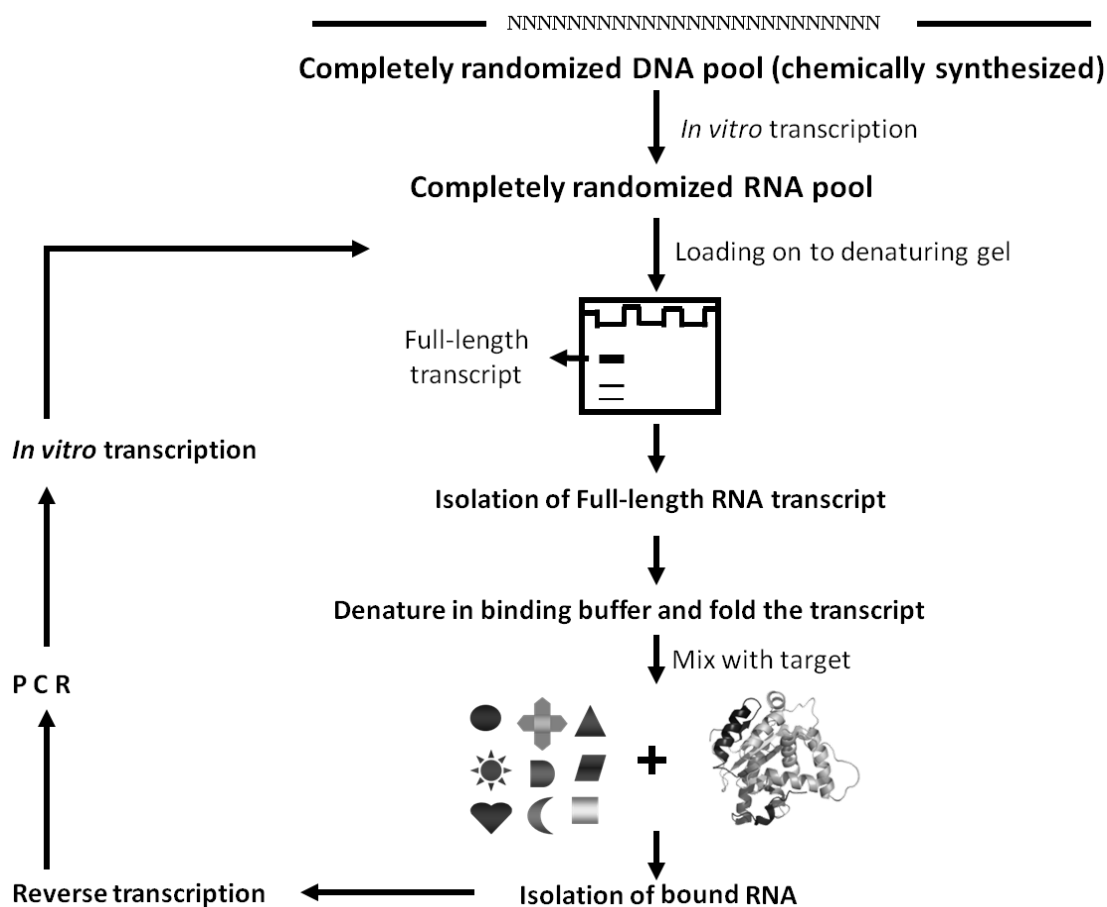 NNNNNNNNNNNNNNNNNNNNNNNNN
Completely randomized DNA pool (chemically synthesized)
In vitro transcription
Completely randomized RNA pool
Loading on to denaturing gel
Full-length
transcript
Isolation of Full-length RNA transcript
Denature in binding buffer and fold the transcript
Mix with target
+
Isolation of bound RNA
Reverse transcription
P C R
In vitro transcription